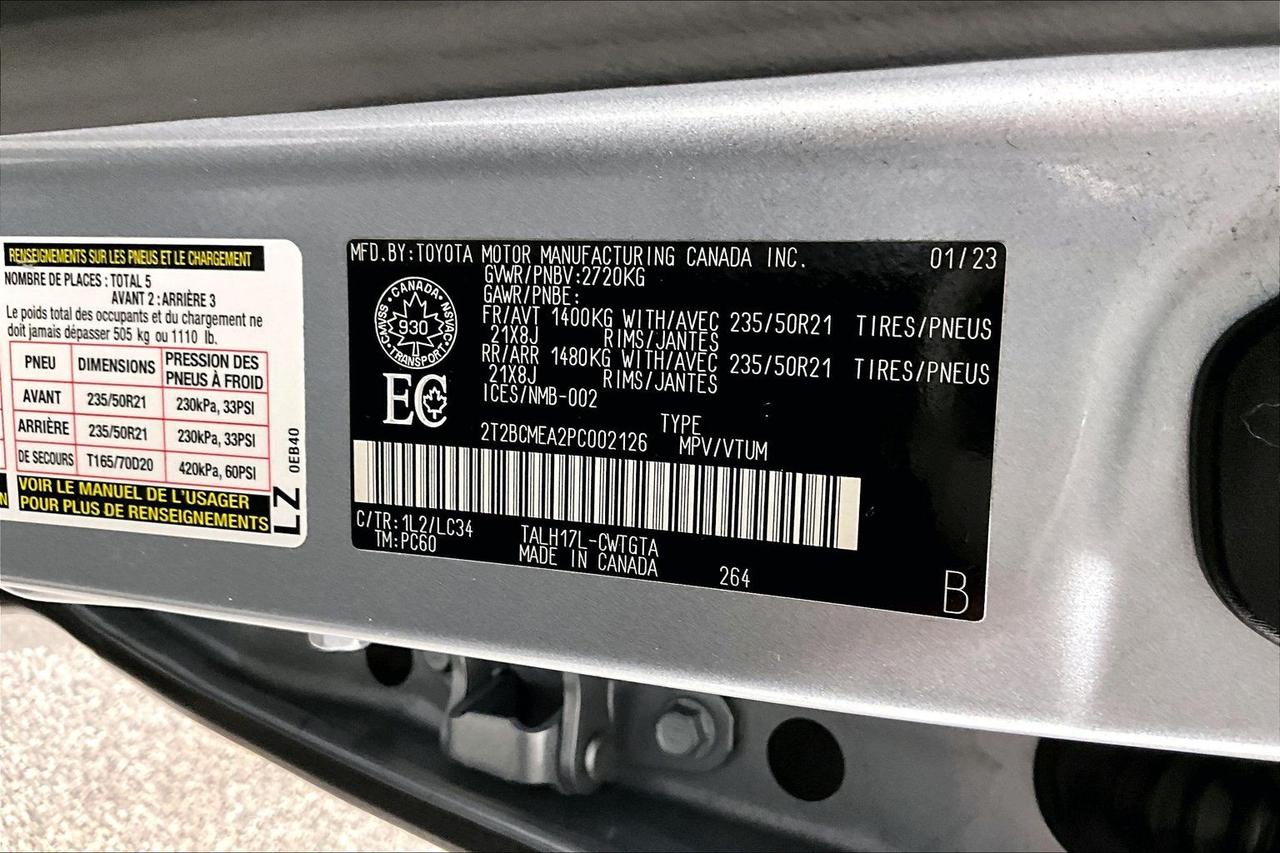 RENSEIGNEMENTS SUR LES PNEUS ET LE CHARGEMENT
NOMBRE DE PLACES : TOTAL 5
AVANT 2 : ARRIÈRE 3
Le poids total des occupants et du chargement ne
doit jamais dépasser 505 kg ou 1110 lb.
PNEU DIMENSIONS PRESSION DES PNEUS À FROID
AVANT 235/50R21 230kPa, 33PSI
ARRIÈRE 235/50R21 230kPa, 33PSI
DE SECOURS T165/70D20 420kPa, 60PSI
VOIR LE MANUEL DE L'USAGER
POUR PLUS DE RENSEIGNEMENTS
0EB40
LZ
MFD.BY:TOYOTA MOTOR MANUFACTURING CANADA INC. 01/23
GVWR/PNBV:2720KG
GAWR/PNBE:
FR/AVT 1400KG WITH/AVEC 235/50R21 TIRES/PNEUS
21X8J RIMS/JANTES
RR/ARR 1480KG WITH/AVEC 235/50R21 TIRES/PNEUS
21X8J RIMS/JANTES
ICES/NMB-002
CANADA
CMVSS 930 NSVAC
TRANSPORT
EC
TYPE
2T2BCMEA2PC002126 MPV/VTUM
C/TR:1L2/LC34 TALH17L-CWTGTA
TM:PC60 MADE IN CANADA
264
B